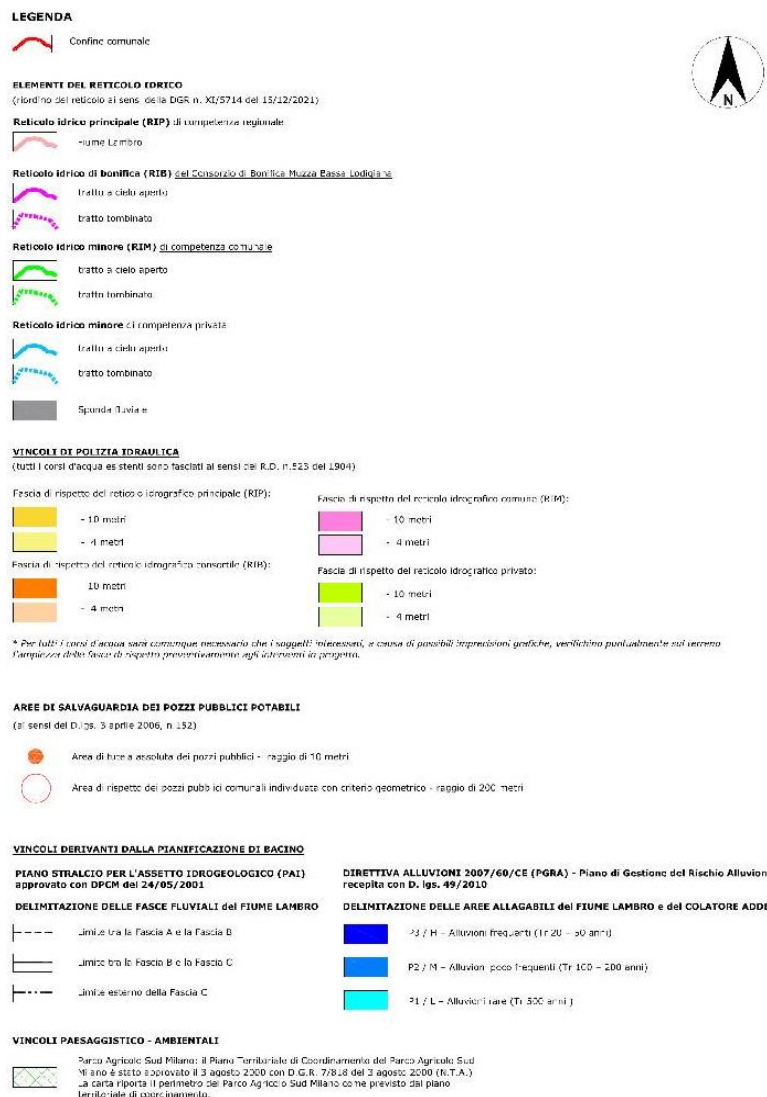 LEGENDA
Confine comunale
N
ELEMENTI DEL RETICOLO IDRICO
(riordino del reticolo ai sensi della DGR n. XI/5714 del 15/12/2021)
Reticolo idrico principale (RIP) di competenza regionale
Fiume Lambro
Reticolo idrico di bonifica (RIB) del Consorzio di Bonifica Muzza Bassa Lodigiana
tratto a cielo aperto
tratto tombinato
Reticolo idrico minore (RIM) di competenza comunale
tratto a cielo aperto
tratto tombinato
Reticolo idrico minore di competenza privata
tratto a cielo aperto
tratto tombinato
Sponda fluviale
VINCOLI DI POLIZIA IDRAULICA
(tutti i corsi d'acqua esistenti sono fasciati ai sensi del R.D. n.523 del 1904)
Fascia di rispetto del reticolo idrografico principale (RIP):
- 10 metri
- 4 metri
Fascia di rispetto del reticolo idrografico consortile (RIB):
10 metri
- 4 metri
Fascia di rispetto del reticolo idrografico comune (RIM):
- 10 metri
- 4 metri
Fascia di rispetto del reticolo idrografico privato:
- 10 metri
- 4 metri
* Per tutti i corsi d'acqua sarà comunque necessario che i soggetti interessati, a causa di possibili imprecisioni grafiche, verifichino puntualmente sul terreno
l'ampiezza delle fasce di rispetto preventivamente agli interventi in progetto.
AREE DI SALVAGUARDIA DEI POZZI PUBBLICI POTABILI
(ai sensi del D.lgs. 3 aprile 2006, n.152)
Area di tutela assoluta dei pozzi pubblici - raggio di 10 metri
Area di rispetto dei pozzi pubblici comunali individuata con criterio geometrico - raggio di 200 metri
VINCOLI DERIVANTI DALLA PIANIFICAZIONE DI BACINO
PIANO STRALCIO PER L'ASSETTO IDROGEOLOGICO (PAI)
approvato con DPCM del 24/05/2001
DELIMITAZIONE DELLE FASCE FLUVIALI del FIUME LAMBRO
Limite tra la Fascia A e la Fascia B
Limite tra la Fascia B e la Fascia C
Limite esterno della Fascia C
DIRETTIVA ALLUVIONI 2007/60/CE (PGRA) - Piano di Gestione del Rischio Alluvion
recepita con D. lgs. 49/2010
DELIMITAZIONE DELLE AREE ALLAGABILI del FIUME LAMBRO e del COLATORE ADDE
P3 / H – Alluvioni frequenti (Tr 20 – 50 anni)
P2 / M – Alluvioni poco frequenti (Tr 100 – 200 anni)
P1 / L – Alluvioni rare (Tr 500 anni )
VINCOLI PAESAGGISTICO - AMBIENTALI
Parco Agricolo Sud Milano: il Piano Territoriale di Coordinamento del Parco Agricolo Sud
Milano è stato approvato il 3 agosto 2000 con D.G.R. 7/818 del 3 agosto 2000 (N.T.A.)
La carta riporta il perimetro del Parco Agricolo Sud Milano come previsto dal piano
territoriale di coordinamento.